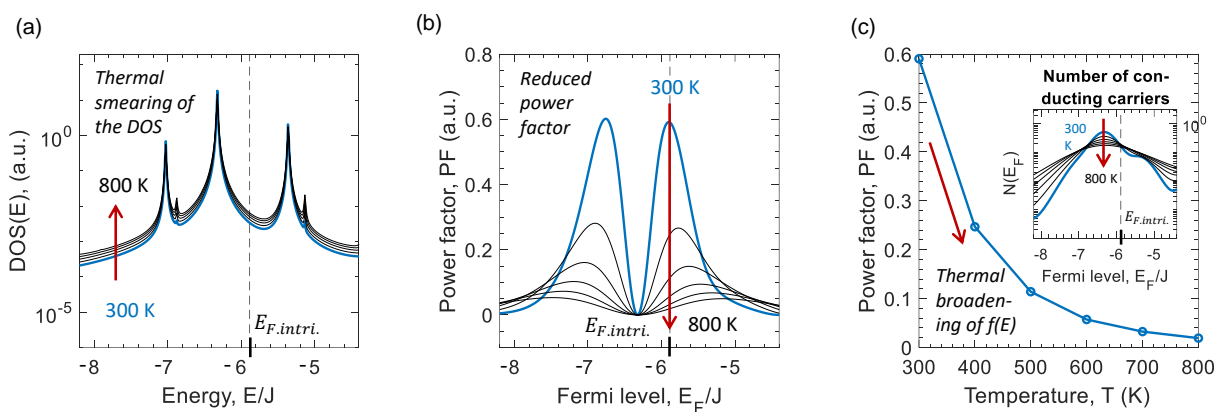 (a)
Thermal
smearing of
the DOS
DOS(E), (a.u.)
10^0
10^-5
800 K
300 K
E_F.intri.
-8 -7 -6 -5
Energy, E/J
(b)
Reduced
power
factor
300 K
Power factor, PF (a.u.)
0.8
0.6
0.4
0.2
0
E_F.intri.
800 K
-8 -7 -6 -5
Fermi level, E_F/J
(c)
Power factor, PF (a.u.)
0.6
0.5
0.4
0.3
0.2
0.1
0
Number of con-
ducting carriers
10^0
300
K
800 K
N(E_F)
E_F.intri.
-8 -7 -6 -5
Fermi level, E_F/J
Thermal
broaden-
ing of f(E)
300 400 500 600 700 800
Temperature, T (K)